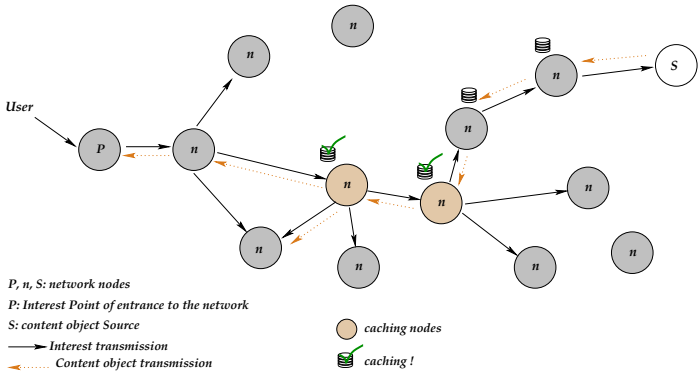 n
n
S
n
User
n
P
n
n
n
n
n
n
n
n
P, n, S: network nodes
P: Interest Point of entrance to the network
S: content object Source
Interest transmission
Content object transmission
caching nodes
caching !